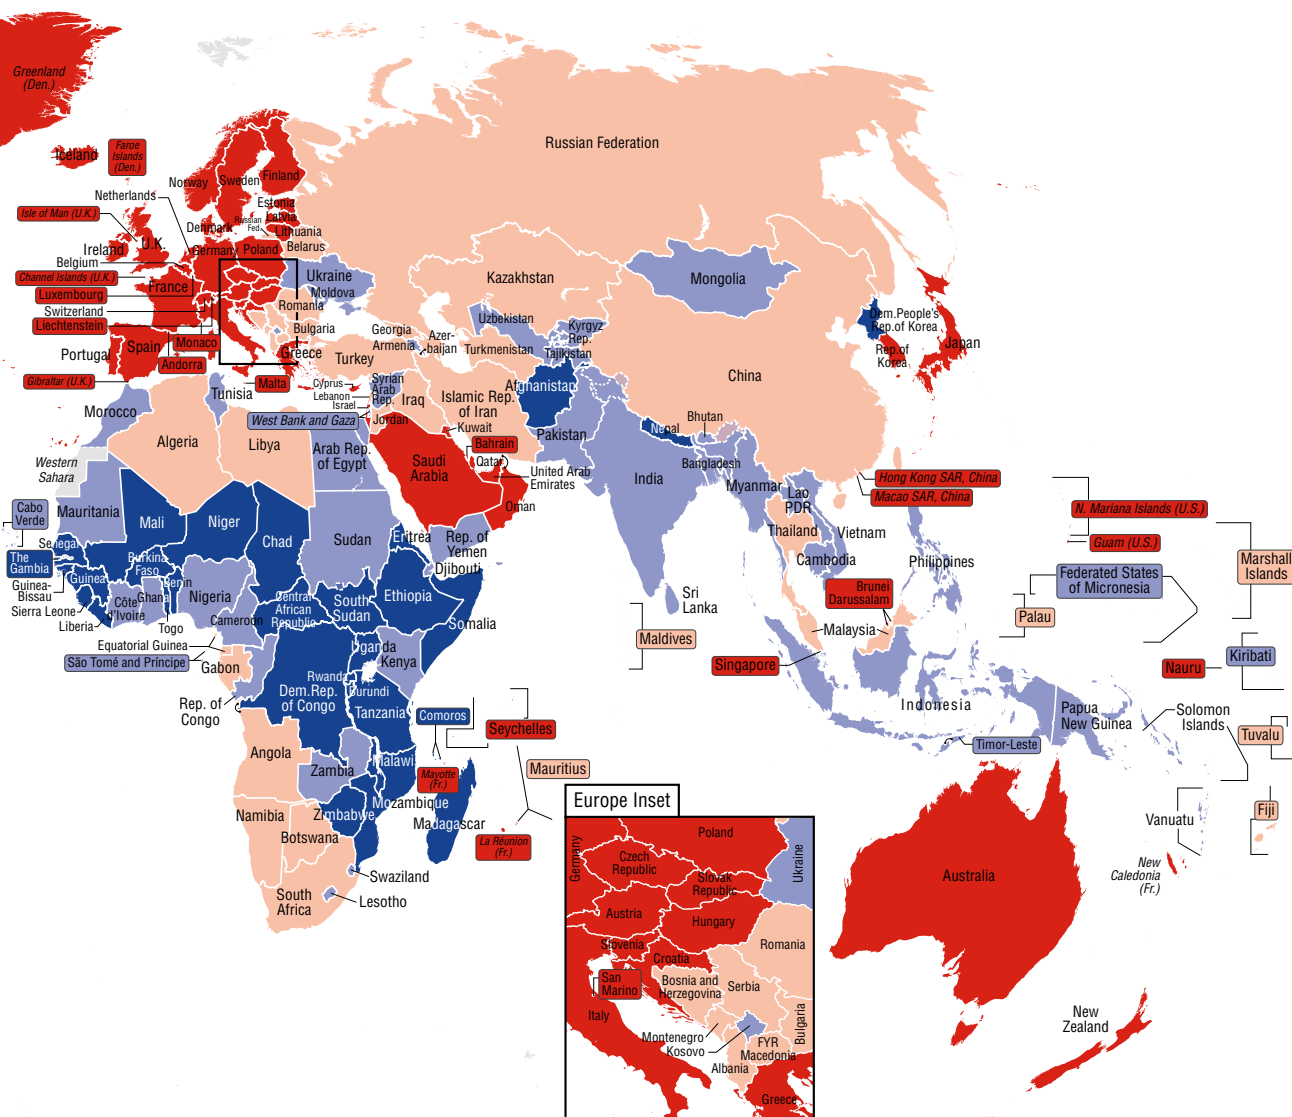 Greenland
(Den.)
Iceland
Faroe
Islands
(Den.)
Russian Federation
Norway
Sweden
Finland
Netherlands
Estonia
Isle of Man (U.K.)
Latvia
Russian
Fed.
Denmark
Lithuania
U.K.
Ireland
Germany
Poland
Belarus
Belgium
Channel Islands (U.K.)
Ukraine
France
Luxembourg
Moldova
Switzerland
Romania
Liechtenstein
Bulgaria
Monaco
Portugal
Spain
Greece
Andorra
Gibraltar (U.K.)
Malta
Kazakhstan
Mongolia
Georgia
Armenia
Azer-
baijan
Uzbekistan
Kyrgyz
Rep.
Turkey
Turkmenistan
Tajikistan
Dem.People's
Rep.of Korea
Rep.of
Korea
Japan
China
Cyprus
Lebanon
Israel
Syrian
Arab
Rep.
Iraq
Islamic Rep.
of Iran
Afghanistan
Tunisia
Morocco
West Bank and Gaza
Jordan
Kuwait
Bahrain
Qatar
Pakistan
Nepal
Bhutan
Algeria
Libya
Arab Rep.
of Egypt
Western
Sahara
Saudi
Arabia
United Arab
Emirates
Oman
India
Bangladesh
Myanmar
Lao
PDR
Hong Kong SAR, China
Macao SAR, China
Cabo
Verde
Mauritania
Mali
Niger
Chad
Sudan
Eritrea
Rep. of
Yemen
Djibouti
Thailand
Vietnam
Cambodia
Philippines
N. Mariana Islands (U.S.)
Guam (U.S.)
Marshall
Islands
Federated States
of Micronesia
Palau
Senegal
The
Gambia
Guinea-
Bissau
Guinea
Burkina
Faso
Benin
Sierra Leone
Liberia
Côte
d'Ivoire
Ghana
Togo
Nigeria
Cameroon
Central
African
Republic
South
Sudan
Ethiopia
Somalia
Sri
Lanka
Brunei
Darussalam
Maldives
Malaysia
Singapore
Nauru
Kiribati
Equatorial Guinea
São Tomé and Príncipe
Gabon
Uganda
Kenya
Rwanda
Burundi
Rep. of
Congo
Dem.Rep.
of Congo
Tanzania
Comoros
Seychelles
Indonesia
Papua
New Guinea
Solomon
Islands
Tuvalu
Timor-Leste
Angola
Zambia
Malawi
Mayotte
(Fr.)
Mauritius
Mozambique
Zimbabwe
Madagascar
La Réunion
(Fr.)
Namibia
Botswana
Swaziland
South
Africa
Lesotho
Vanuatu
Fiji
New
Caledonia
(Fr.)
Australia
New
Zealand
Europe Inset
Germany
Poland
Czech
Republic
Ukraine
Slovak
Republic
Austria
Hungary
Slovenia
Romania
Croatia
San
Marino
Bosnia and
Herzegovina
Serbia
Italy
Bulgaria
Montenegro
Kosovo
FYR
Macedonia
Albania
Greece